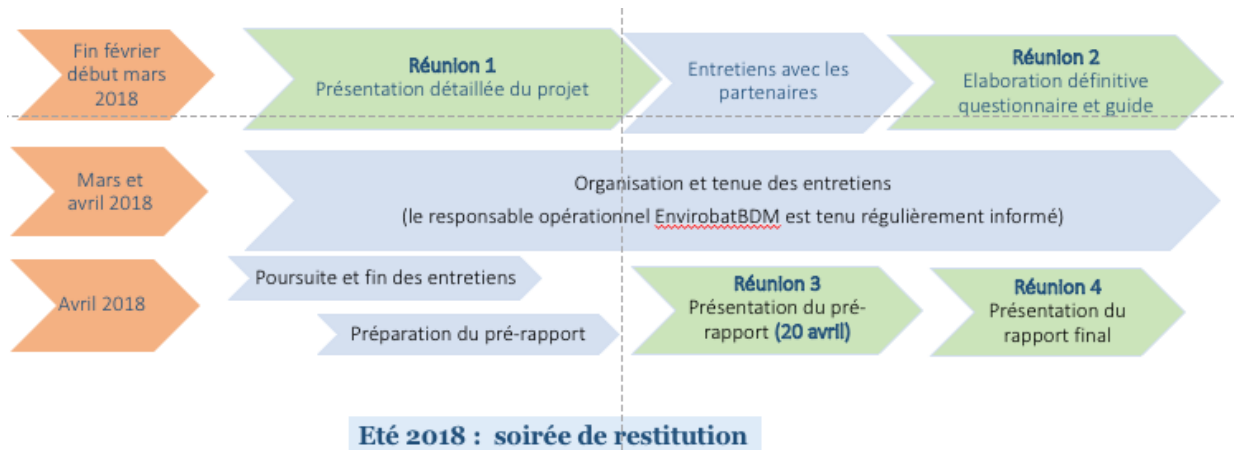 Fin février
début mars
2018
Réunion 1
Présentation détaillée du projet
Entretiens avec les
partenaires
Réunion 2
Elaboration définitive
questionnaire et guide
Mars et
avril 2018
Organisation et tenue des entretiens
(le responsable opérationnel EnvirobatBDM est tenu régulièrement informé)
Avril 2018
Poursuite et fin des entretiens
Préparation du pré-rapport
Réunion 3
Présentation du pré-
rapport (20 avril)
Réunion 4
Présentation du
rapport final
Eté 2018 : soirée de restitution